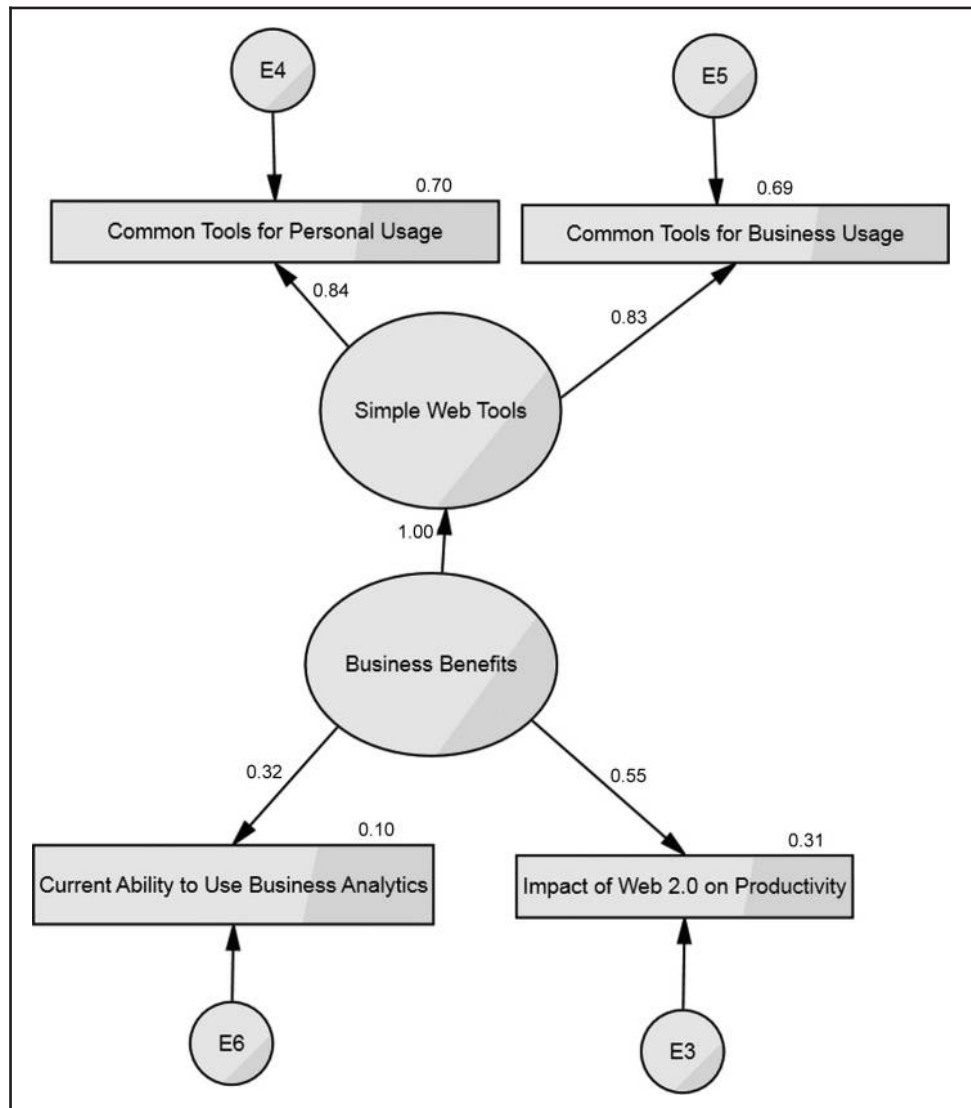 E4
E5
0.70
0.69
Common Tools for Personal Usage
Common Tools for Business Usage
0.84
0.83
Simple Web Tools
1.00
Business Benefits
0.32
0.55
0.10
0.31
Current Ability to Use Business Analytics
Impact of Web 2.0 on Productivity
E6
E3